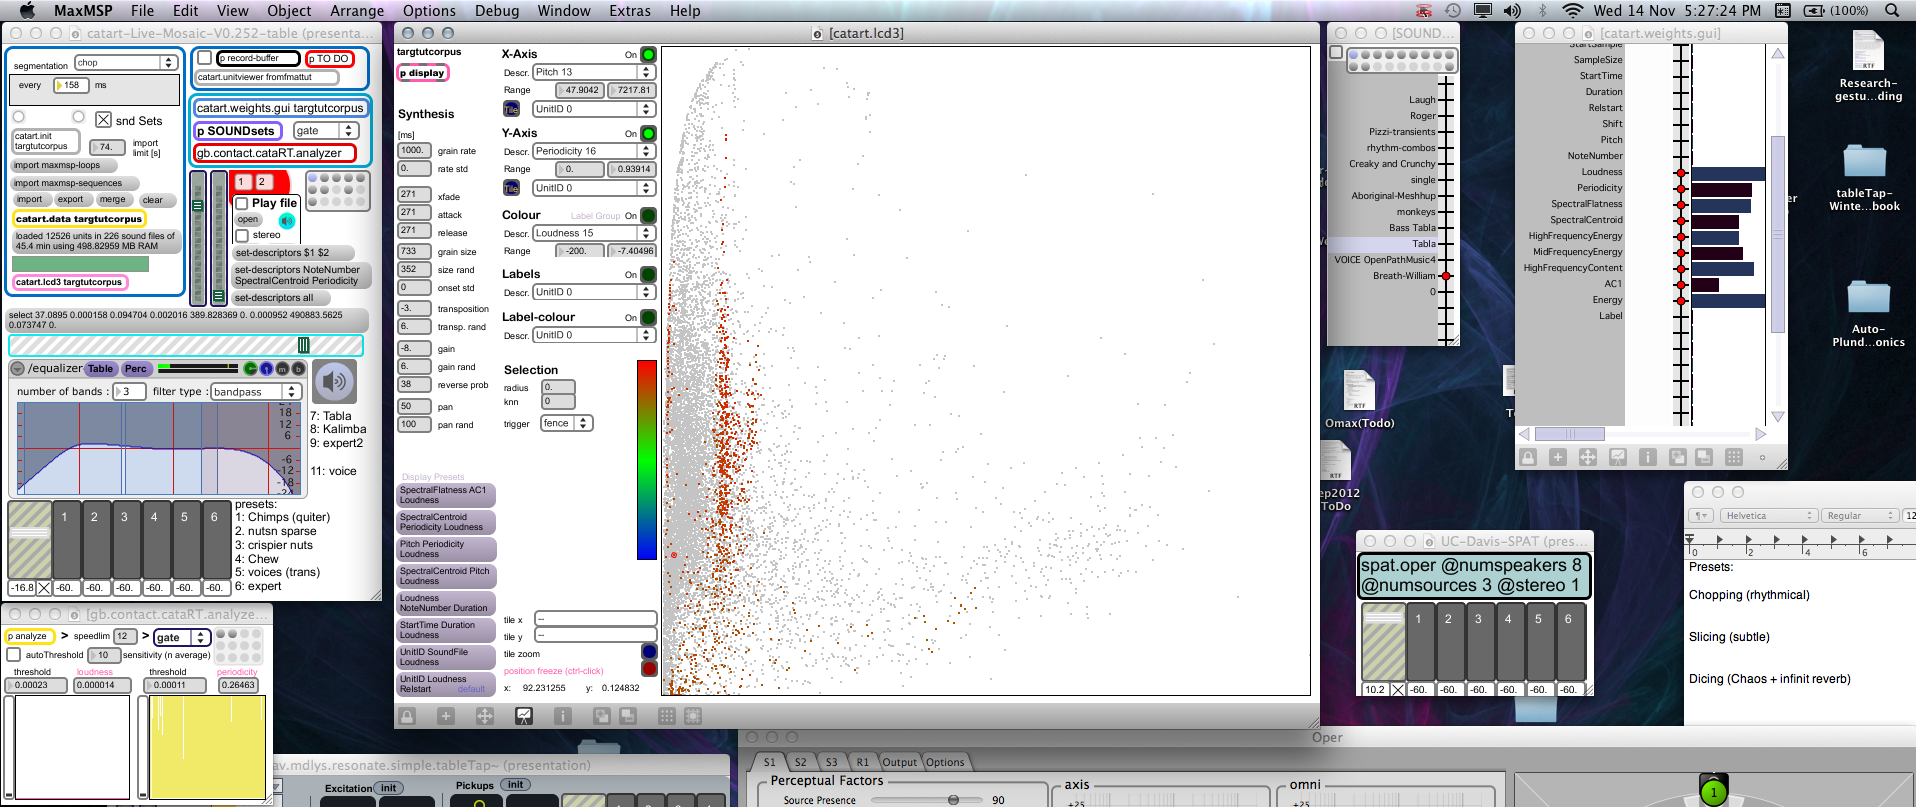 MaxMSP File Edit View Object Arrange Options Debug Window Extras Help
Wed 14 Nov 5:27:24 PM (100%)
catart-Live-Mosaic-V0.252-table (presenta...
segmentation chop
every 158 ms
snd Sets
catart.init
targtutcorpus
74. import
limit [s]
import maxmsp-loops
import maxmsp-sequences
import export merge clear
catart.data targtutcorpus
loaded 12526 units in 226 sound files of
45.4 min using 498.82959 MB RAM
catart.lcd3 targtutcorpus
p record-buffer p TO DO
catart.unitviewer fromfmattut
catart.weights.gui targtutcorpus
p SOUNDsets gate
gb.contact.cataRT.analyzer
1 2
Play file
open
stereo
set-descriptors $1 $2
set-descriptors NoteNumber
SpectralCentroid Periodicity
set-descriptors all
select 37.0895 0.000158 0.094704 0.002016 389.828369 0. 0.000952 490883.5625
0.073747 0.
/equalizer Table Perc i m b
number of bands : 3 filter type : bandpass
18
12
6
-6
-12
-18
-24
7: Tabla
8: Kalimba
9: expert2
11: voice
1 2 3 4 5 6
-16.8 -60. -60. -60. -60. -60. -60.
presets:
1: Chimps (quiter)
2. nutsn sparse
3: crispier nuts
4: Chew
5: voices (trans)
6: expert
[gb.contact.cataRT.analyze...
p analyze > speedlim 12 > gate
autoThreshold 10 sensitivity (n average)
threshold loudness threshold periodicity
0.00023 0.000014 0.00011 0.26463
[catart.lcd3]
targtutcorpus
p display
Synthesis
[ms]
1000. grain rate
0. rate std
271 xfade
271 attack
271 release
733 grain size
352 size rand
0 onset std
-3. transposition
6. transp. rand
-8. gain
6. gain rand
38 reverse prob
50 pan
100 pan rand
Display Presets
SpectralFlatness AC1
Loudness
SpectralCentroid
Periodicity Loudness
Pitch Periodicity
Loudness
SpectralCentroid Pitch
Loudness
Loudness
NoteNumber Duration
StartTime Duration
Loudness
UnitID SoundFile
Loudness
UnitID Loudness
Relstart default
X-Axis On
Descr. Pitch 13
Range 47.9042 7217.81
Tile UnitID 0
Y-Axis On
Descr. Periodicity 16
Range 0. 0.93914
Tile UnitID 0
Colour Label Group On
Descr. Loudness 15
Range -200. -7.40496
Labels On
Descr. UnitID 0
Label-colour On
Descr. UnitID 0
Selection
radius 0.
knn 0
trigger fence
tile x --
tile y --
tile zoom
position freeze (ctrl-click)
x: 92.231255 y: 0.124832
[SOUND...
Laugh
Roger
Pizzi-transients
rhythm-combos
Creaky and Crunchy
single
Aboriginal-Meshhup
monkeys
Bass Tabla
Tabla
VOICE OpenPathMusic4
Breath-William
0
[catart.weights.gui]
StartSample
SampleSize
StartTime
Duration
Relstart
Shift
Pitch
NoteNumber
Loudness
Periodicity
SpectralFlatness
SpectralCentroid
HighFrequencyEnergy
MidFrequencyEnergy
HighFrequencyContent
AC1
Energy
Label
RTF
Research-
gestu...ding
tableTap-
Winte...book
Auto-
Plund...onics
RTF
Omax(Todo)
RTF
ep2012
ToDo
UC-Davis-SPAT (pres...
spat.oper @numspeakers 8
@numsources 3 @stereo 1
1 2 3 4 5 6
10.2 -60. -60. -60. -60. -60. -60.
Helvetica Regular 12
0 2 4 6
Presets:
Chopping (rhythmical)
Slicing (subtle)
Dicing (Chaos + infinit reverb)
av.mdlys.resonate.simple.tableTap~ (presentation)
Excitation init Pickups init
Oper
S1 S2 S3 R1 Output Options
Perceptual Factors axis omni
Source Presence 90 +25 +25
1